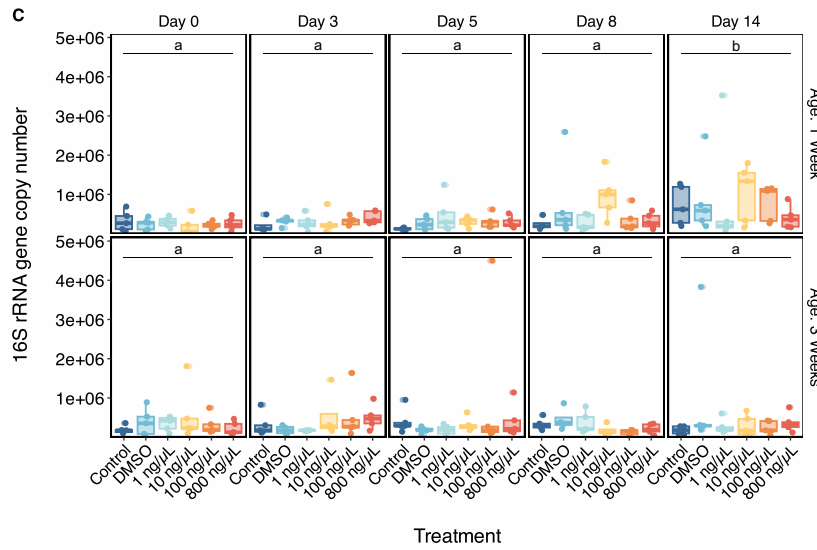 C
Day 0 Day 3 Day 5 Day 8 Day 14
5e+06 a a a a b
4e+06
3e+06
2e+06
1e+06
Age: 1 Week
5e+06 a a a a a
4e+06
3e+06
2e+06
1e+06
Age: 3 Weeks
16S rRNA gene copy number
Control DMSO 1 ng/µL 10 ng/µL 100 ng/µL 800 ng/µL Control DMSO 1 ng/µL 10 ng/µL 100 ng/µL 800 ng/µL Control DMSO 1 ng/µL 10 ng/µL 100 ng/µL 800 ng/µL Control DMSO 1 ng/µL 10 ng/µL 100 ng/µL 800 ng/µL Control DMSO 1 ng/µL 10 ng/µL 100 ng/µL 800 ng/µL
Treatment